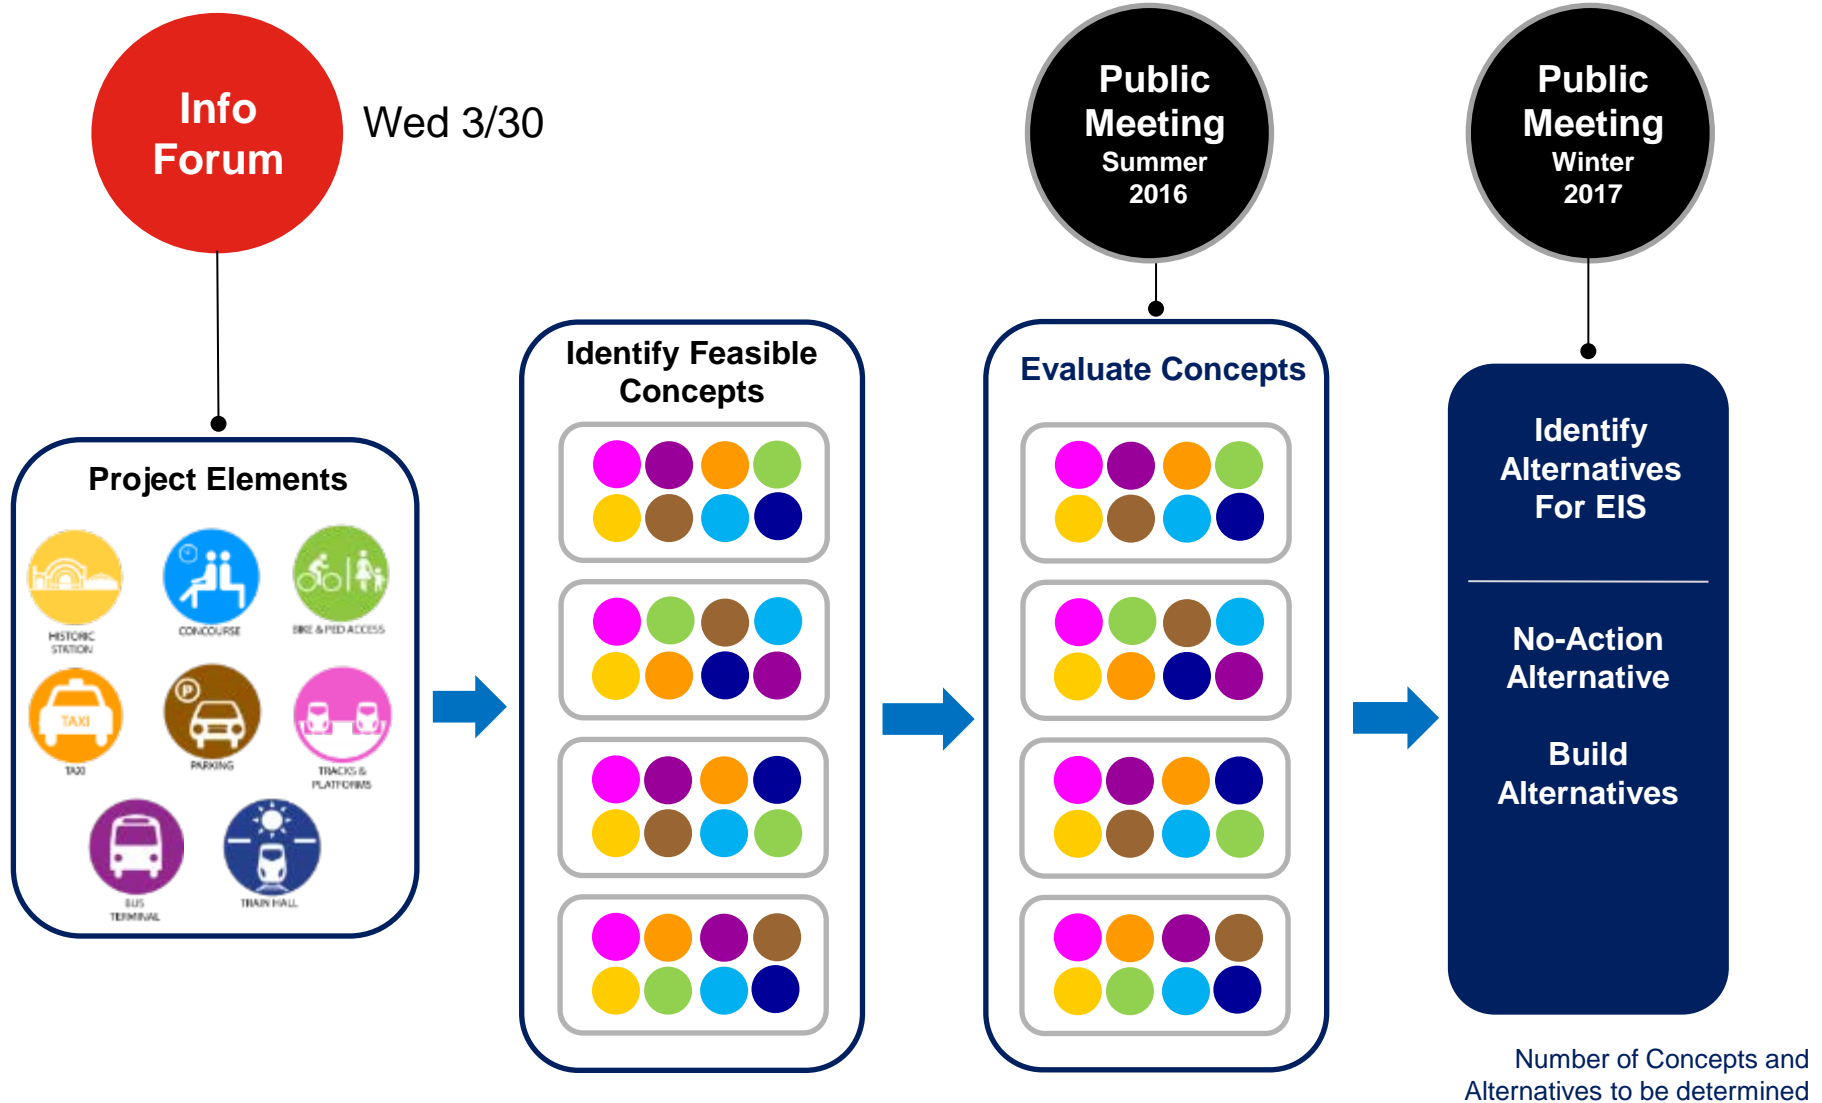 Info
Forum
Wed 3/30
Public
Meeting
Summer
2016
Public
Meeting
Winter
2017
Project Elements
HISTORIC
STATION
CONCOURSE
BIKE & PED ACCESS
TAXI
TAXI
P
PARKING
TRACKS &
PLATFORMS
BUS
TERMINAL
TRAIN HALL
Identify Feasible
Concepts
Evaluate Concepts
Identify
Alternatives
For EIS
No-Action
Alternative
Build
Alternatives
Number of Concepts and
Alternatives to be determined